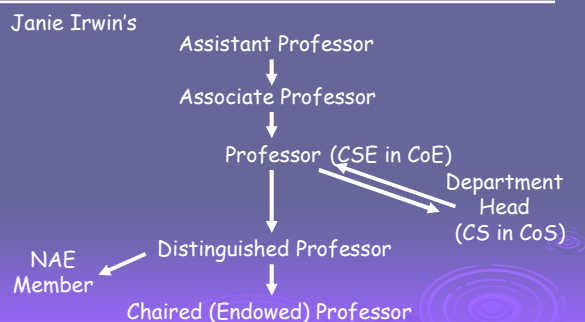 Janie Irwin's
Assistant Professor
Associate Professor
Professor (CSE in CoE)
Department
Head
(CS in CoS)
Distinguished Professor
NAE
Member
Chaired (Endowed) Professor